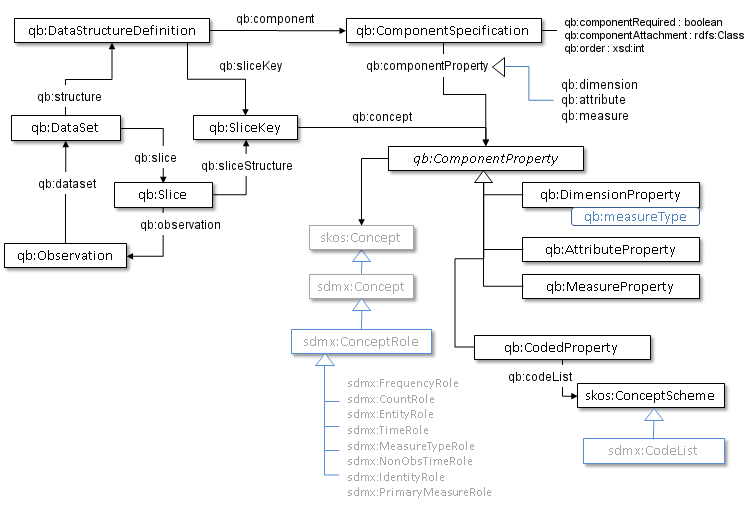 qb:component
qb:DataStructureDefinition
qb:ComponentSpecification
qb:componentRequired : boolean
qb:componentAttachment : rdfs:Class
qb:order : xsd:int
qb:sliceKey
qb:componentProperty
qb:dimension
qb:attribute
qb:measure
qb:structure
qb:DataSet
qb:SliceKey
qb:concept
qb:slice
qb:sliceStructure
qb:ComponentProperty
qb:dataset
qb:Slice
qb:DimensionProperty
qb:measureType
qb:observation
skos:Concept
qb:Observation
qb:AttributeProperty
sdmx:Concept
qb:MeasureProperty
sdmx:ConceptRole
qb:CodedProperty
qb:codeList
sdmx:FrequencyRole
sdmx:CountRole
sdmx:EntityRole
sdmx:TimeRole
sdmx:MeasureTypeRole
sdmx:NonObsTimeRole
sdmx:IdentityRole
sdmx:PrimaryMeasureRole
skos:ConceptScheme
sdmx:CodeList